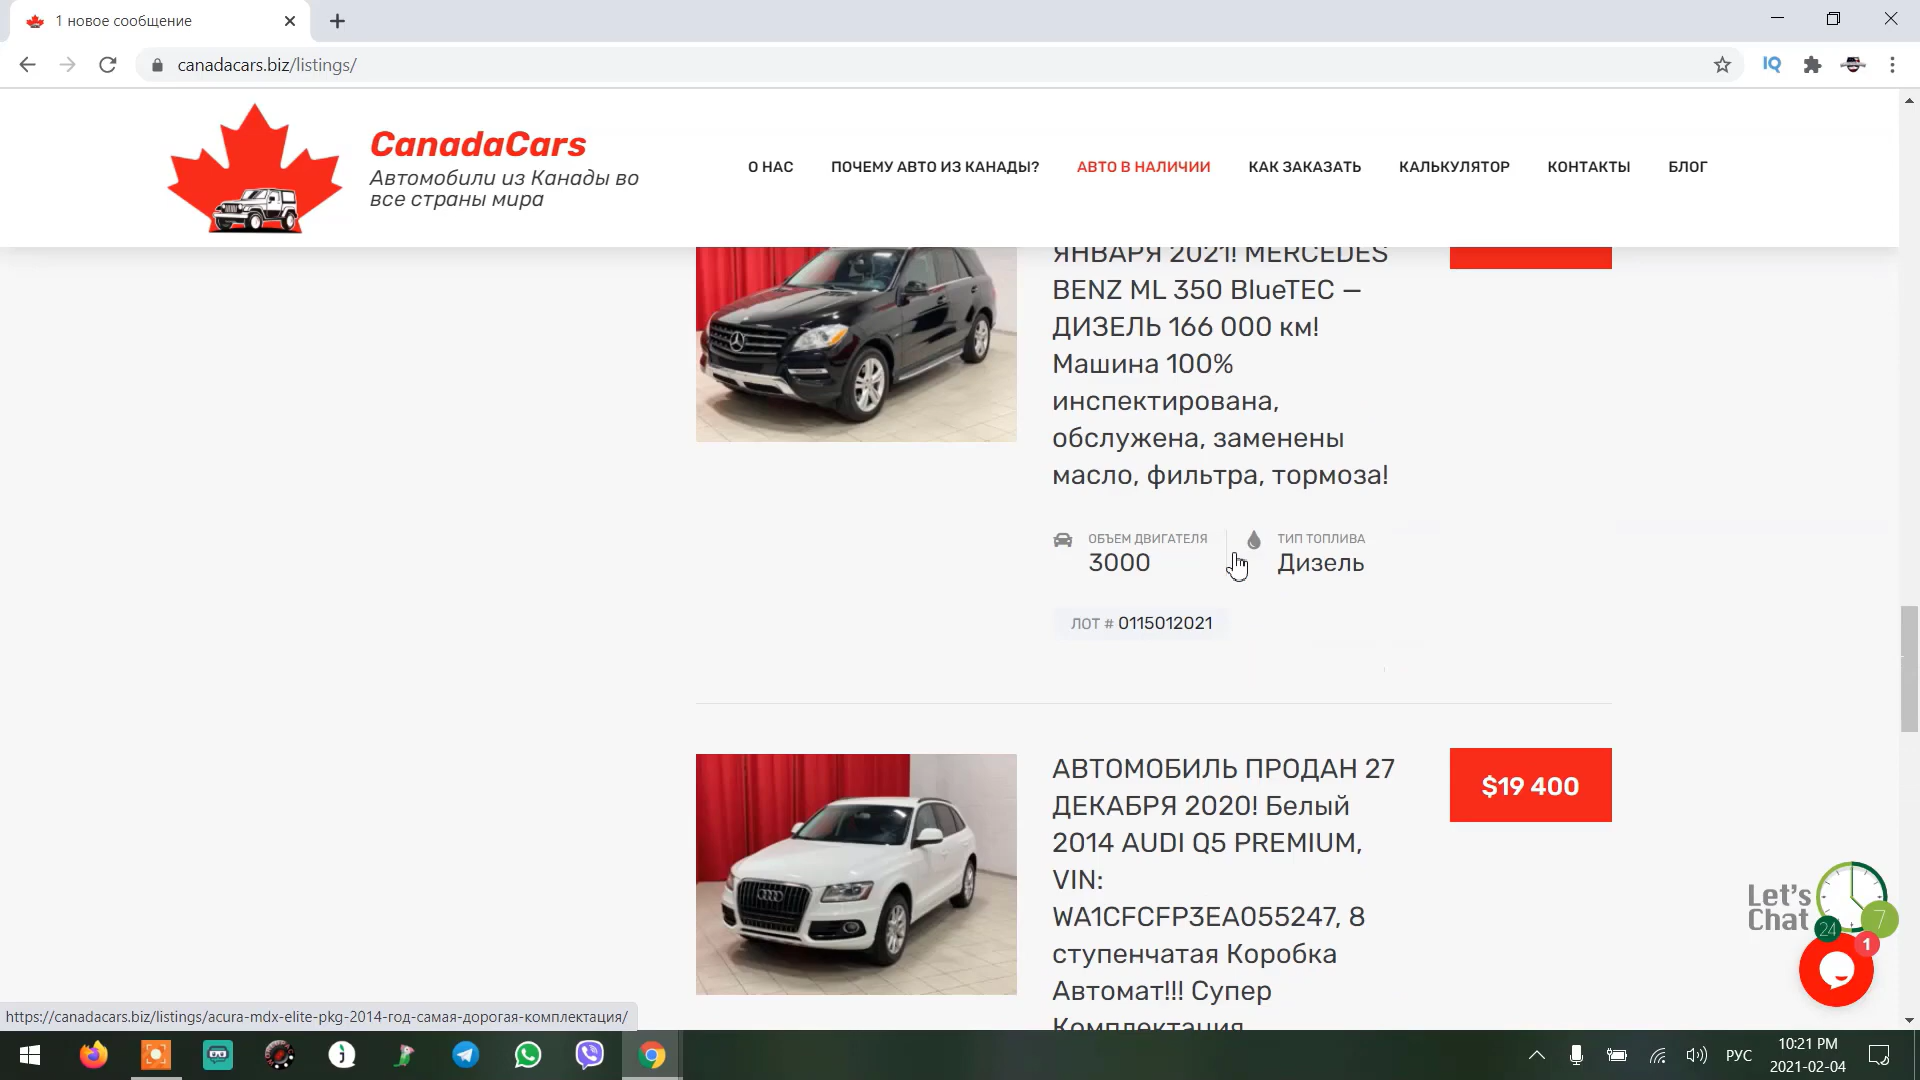 1 новое сообщение
canadacars.biz/listings/
IQ
CanadaCars
Автомобили из Канады во
все страны мира
О НАС
ПОЧЕМУ АВТО ИЗ КАНАДЫ?
АВТО В НАЛИЧИИ
КАК ЗАКАЗАТЬ
КАЛЬКУЛЯТОР
КОНТАКТЫ
БЛОГ
ЯНВАРЯ 2021! MERCEDES
BENZ ML 350 BlueTEC —
ДИЗЕЛЬ 166 000 км!
Машина 100%
инспектирована,
обслужена, заменены
масло, фильтра, тормоза!
ОБЪЕМ ДВИГАТЕЛЯ
3000
ТИП ТОПЛИВА
Дизель
ЛОТ # 0115012021
АВТОМОБИЛЬ ПРОДАН 27
ДЕКАБРЯ 2020! Белый
2014 AUDI Q5 PREMIUM,
VIN:
WA1CFCFP3EA055247, 8
ступенчатая Коробка
Автомат!!! Супер
Комплектация
$19 400
Let's
Chat
24
7
1
https://canadacars.biz/listings/acura-mdx-elite-pkg-2014-год-самая-дорогая-комплектация/
РУС
10:21 PM
2021-02-04